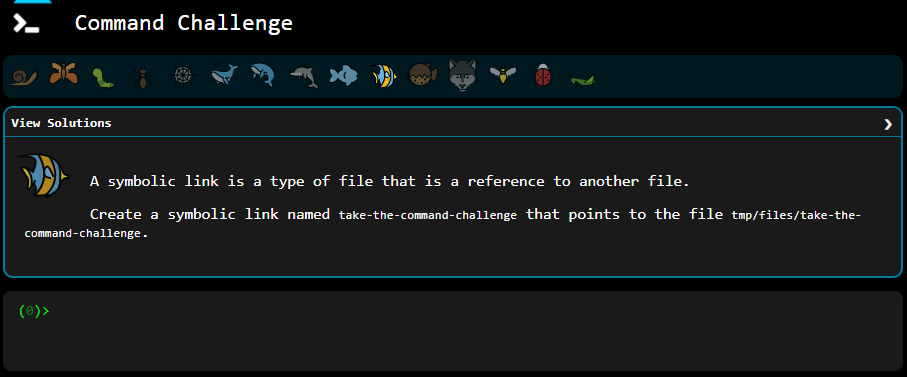 Command Challenge
View Solutions
A symbolic link is a type of file that is a reference to another file.
Create a symbolic link named take-the-command-challenge that points to the file tmp/files/take-the-
command-challenge.
(0)>